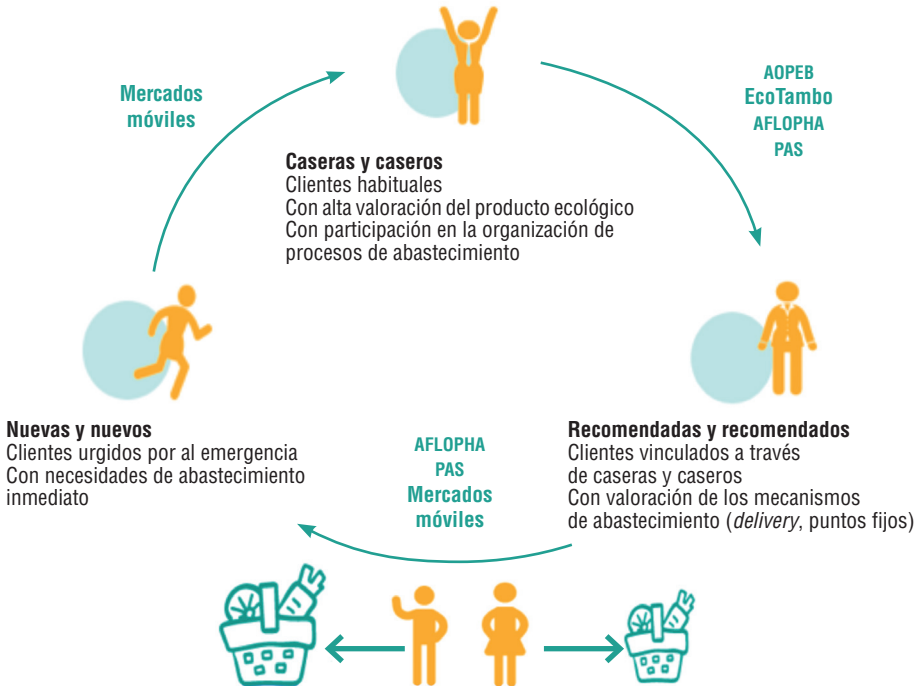 Mercados
móviles
AOPEB
EcoTambo
AFLOPHA
PAS
Caseras y caseros
Clientes habituales
Con alta valoración del producto ecológico
Con participación en la organización de
procesos de abastecimiento
Nuevas y nuevos
Clientes urgidos por al emergencia
Con necesidades de abastecimiento
inmediato
AFLOPHA
PAS
Mercados
móviles
Recomendadas y recomendados
Clientes vinculados a través
de caseras y caseros
Con valoración de los mecanismos
de abastecimiento (delivery, puntos fijos)